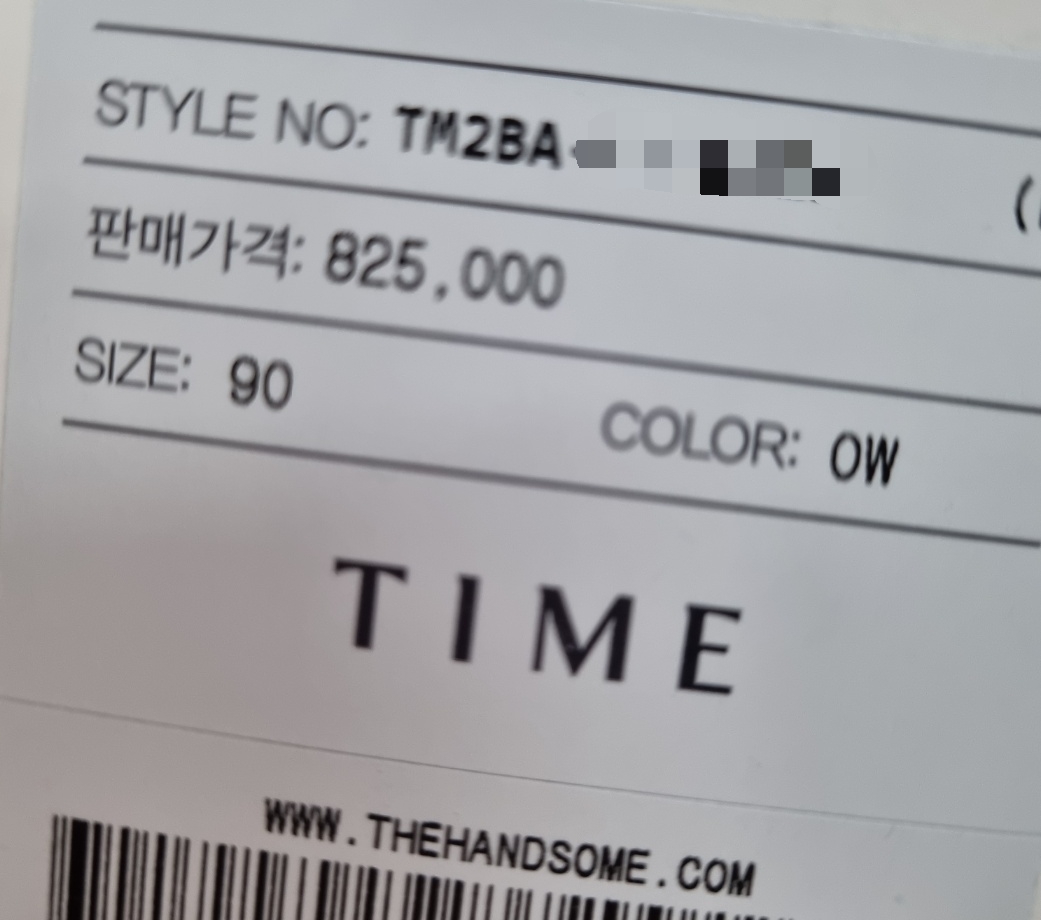 STYLE NO: TM2BA
판매가격: 825,000
SIZE: 90 COLOR: OW
TIME
WWW.THEHANDSOME.COM